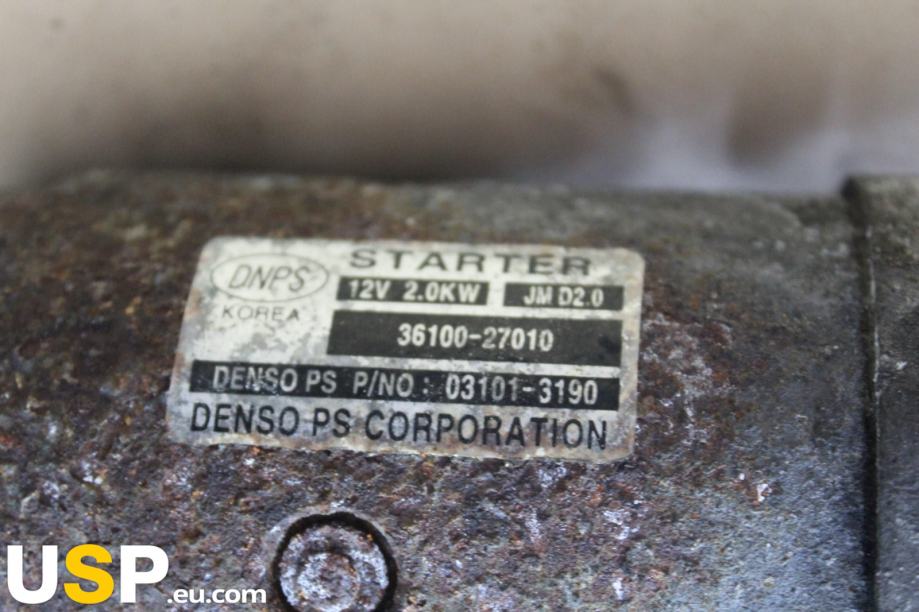 STARTER
DNPS
12V 2.0KW JM D2.0
KOREA
36100-27010
DENSO PS P/NO : 03101-3190
DENSO PS CORPORATION
USP.eu.com